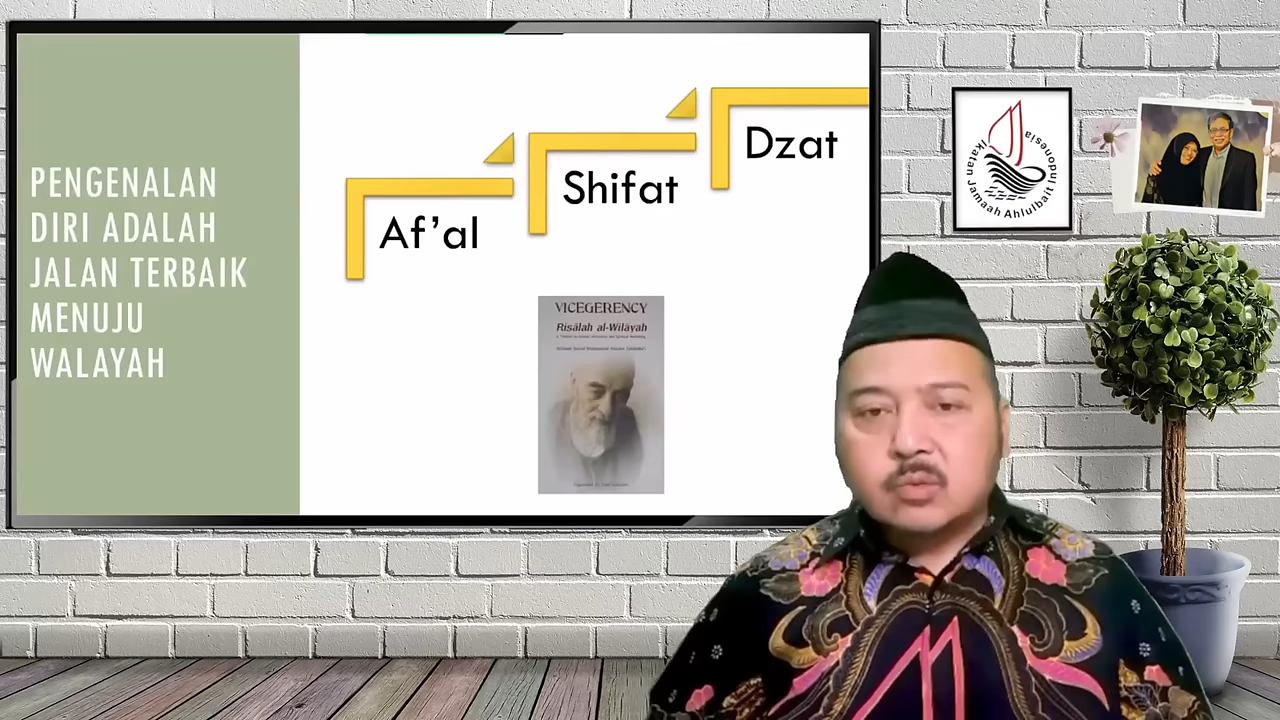 PENGENALAN
DIRI ADALAH
JALAN TERBAIK
MENUJU
WALAYAH
Af'al
Shifat
Dzat
VICEGERENCY
Risālah al-Wilāyah
Ikatan Jamaah Ahlulbait Indonesia